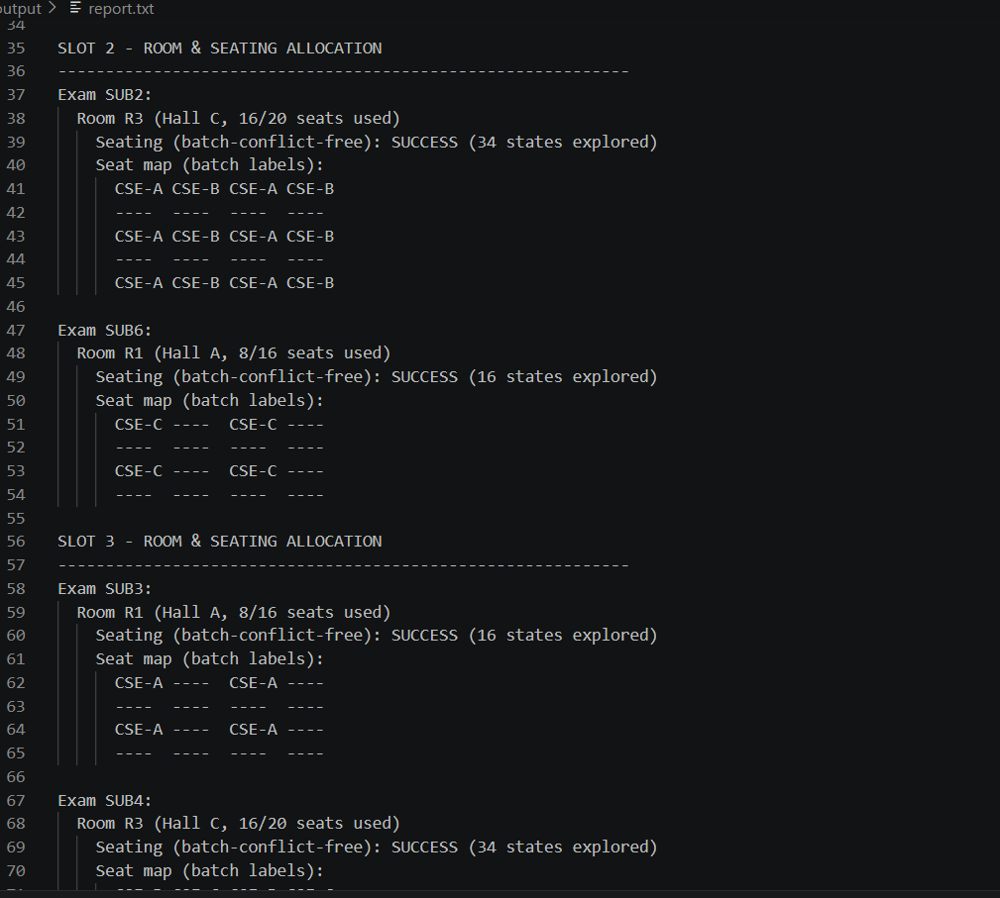 output > report.txt
34
35 SLOT 2 - ROOM & SEATING ALLOCATION
36 ------------------------------------------------------------
37 Exam SUB2:
38 Room R3 (Hall C, 16/20 seats used)
39 Seating (batch-conflict-free): SUCCESS (34 states explored)
40 Seat map (batch labels):
41 CSE-A CSE-B CSE-A CSE-B
42 ---- ---- ---- ----
43 CSE-A CSE-B CSE-A CSE-B
44 ---- ---- ---- ----
45 CSE-A CSE-B CSE-A CSE-B
46
47 Exam SUB6:
48 Room R1 (Hall A, 8/16 seats used)
49 Seating (batch-conflict-free): SUCCESS (16 states explored)
50 Seat map (batch labels):
51 CSE-C ---- CSE-C ----
52 ---- ---- ---- ----
53 CSE-C ---- CSE-C ----
54 ---- ---- ---- ----
55
56 SLOT 3 - ROOM & SEATING ALLOCATION
57 ------------------------------------------------------------
58 Exam SUB3:
59 Room R1 (Hall A, 8/16 seats used)
60 Seating (batch-conflict-free): SUCCESS (16 states explored)
61 Seat map (batch labels):
62 CSE-A ---- CSE-A ----
63 ---- ---- ---- ----
64 CSE-A ---- CSE-A ----
65 ---- ---- ---- ----
66
67 Exam SUB4:
68 Room R3 (Hall C, 16/20 seats used)
69 Seating (batch-conflict-free): SUCCESS (34 states explored)
70 Seat map (batch labels):